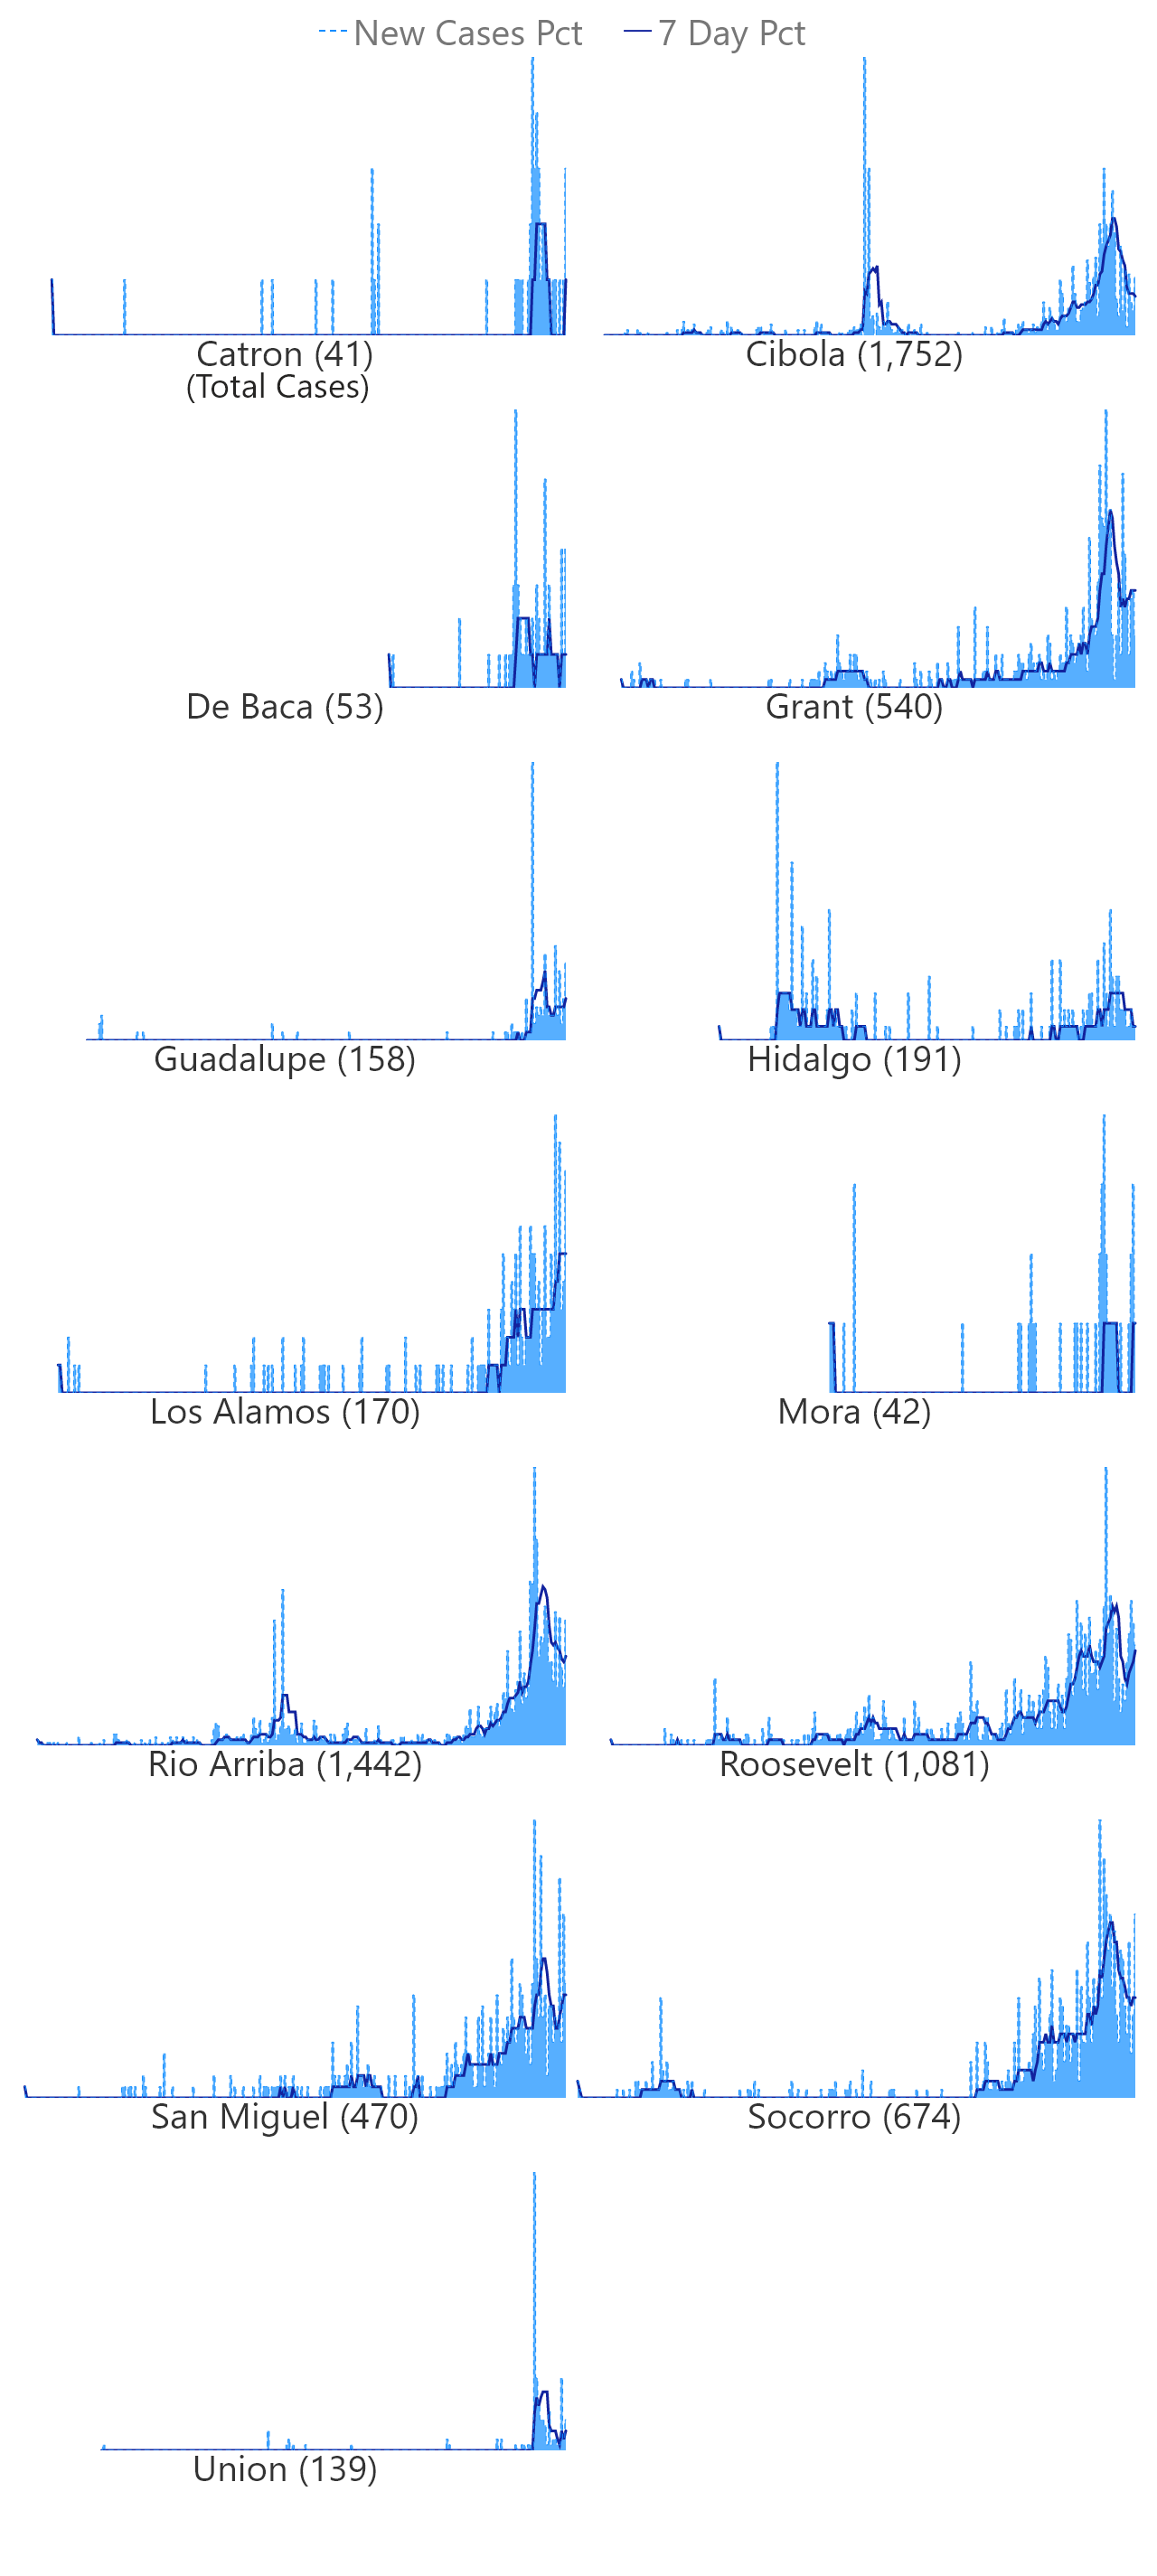 New Cases Pct 7 Day Pct
Catron (41)
(Total Cases)
Cibola (1,752)
De Baca (53)
Grant (540)
Guadalupe (158)
Hidalgo (191)
Los Alamos (170)
Mora (42)
Rio Arriba (1,442)
Roosevelt (1,081)
San Miguel (470)
Socorro (674)
Union (139)